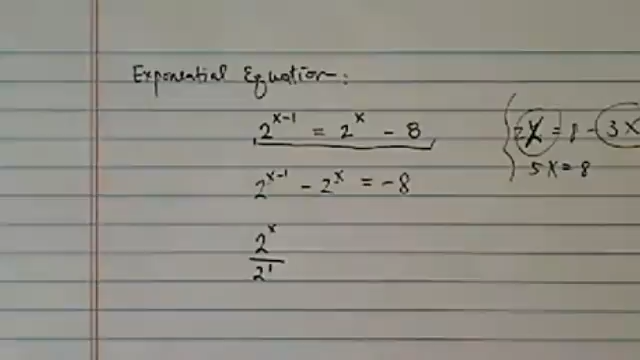 Exponential Equation:
2^(x-1) = 2^x - 8
2x = 8 - 3x
5x = 8
2^(x-1) - 2^x = -8
2^x
2^1